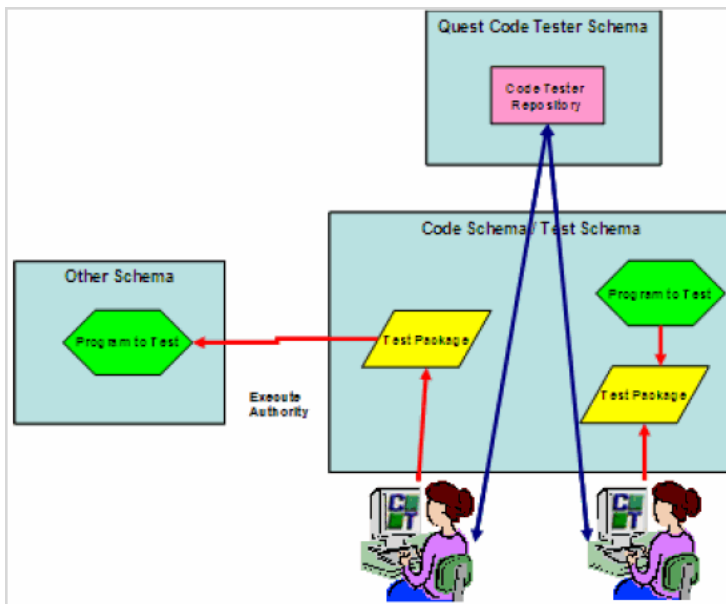 Quest Code Tester Schema
Code Tester
Repository
Code Schema / Test Schema
Other Schema
Program to Test
Program to Test
Test Package
Test Package
Execute
Authority
C
T
C
T